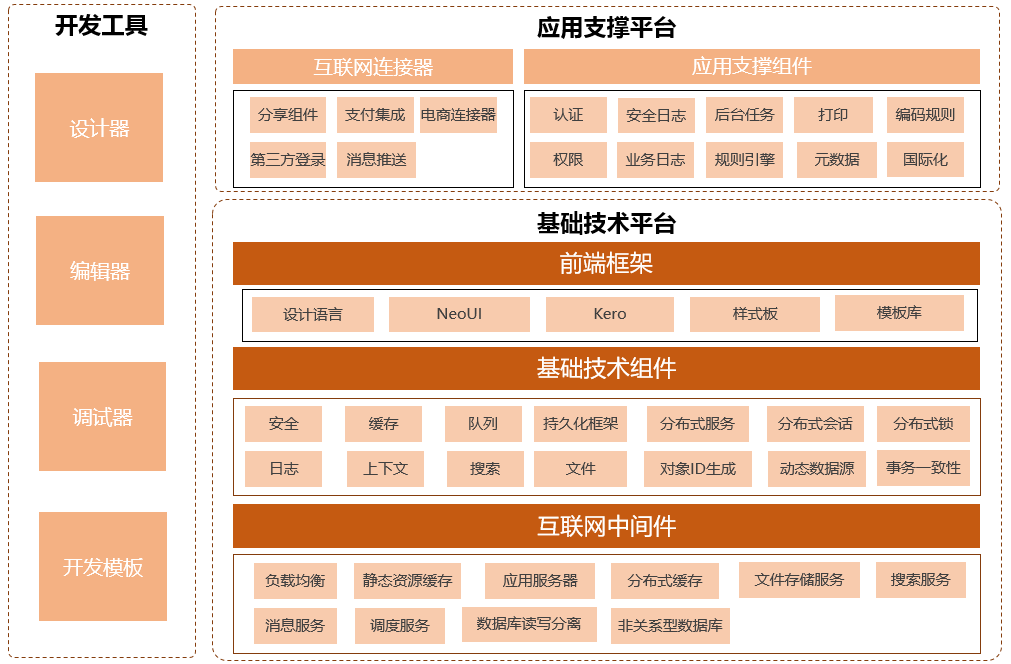 开发工具
设计器
编辑器
调试器
开发模板
应用支撑平台
互联网连接器
分享组件 支付集成 电商连接器
第三方登录 消息推送
应用支撑组件
认证 安全日志 后台任务 打印 编码规则
权限 业务日志 规则引擎 元数据 国际化
基础技术平台
前端框架
设计语言 NeoUI Kero 样式板 模板库
基础技术组件
安全 缓存 队列 持久化框架 分布式服务 分布式会话 分布式锁
日志 上下文 搜索 文件 对象ID生成 动态数据源 事务一致性
互联网中间件
负载均衡 静态资源缓存 应用服务器 分布式缓存 文件存储服务 搜索服务
消息服务 调度服务 数据库读写分离 非关系型数据库